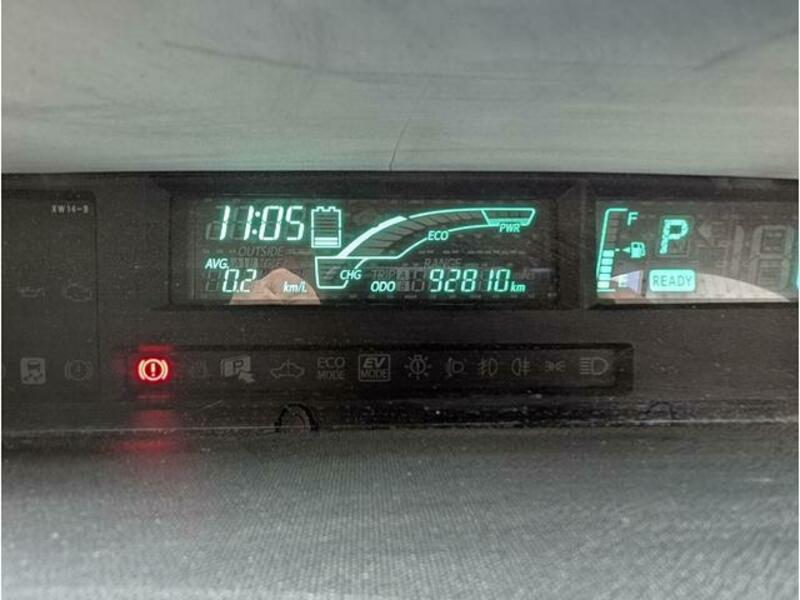 XW14-B
11:05
OUTSIDE
AVG.
0.2 km/L
CHG
ECO
PWR
TRIP
RANGE
ODO 92810 km
F
E
P
READY
P
ECO
MODE
EV
MODE